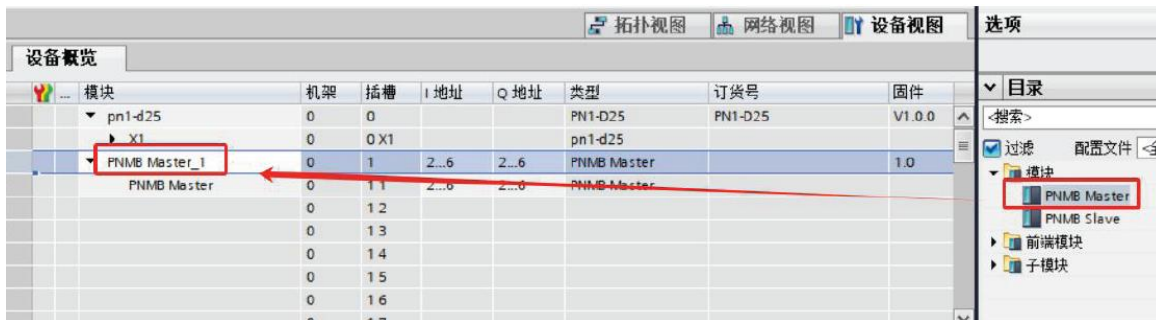 拓扑视图 网络视图 设备视图 选项
设备概览
... 模块 机架 插槽 I 地址 Q 地址 类型 订货号 固件 目录
pn1-d25 0 0 PN1-D25 PN1-D25 V1.0.0 <搜索>
X1 0 0 X1 pn1-d25
过滤 配置文件
PNMB Master_1 0 1 2...6 2...6 PNMB Master 1.0
模块
PNMB Master 0 1 1 2...6 2...6 PNMB Master
PNMB Master
0 1 2
PNMB Slave
0 1 3
前端模块
0 1 4
子模块
0 1 5
0 1 6